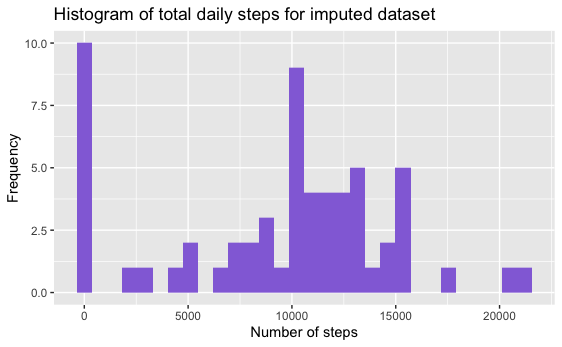 Histogram of total daily steps for imputed dataset
10.0
7.5
5.0
2.5
0.0
Frequency
0 5000 10000 15000 20000
Number of steps